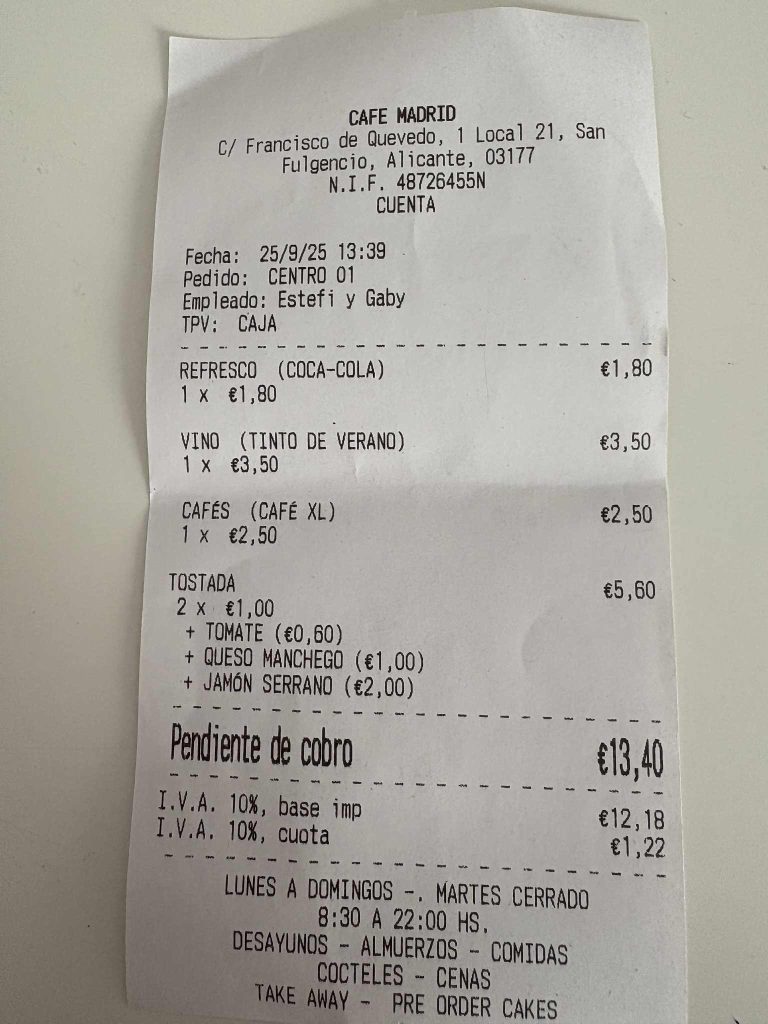 CAFE MADRID
C/ Francisco de Quevedo, 1 Local 21, San
Fulgencio, Alicante, 03177
N.I.F. 48726455N
CUENTA
Fecha: 25/9/25 13:39
Pedido: CENTRO 01
Empleado: Estefi y Gaby
TPV: CAJA
REFRESCO (COCA-COLA) €1,80
1 x €1,80
VINO (TINTO DE VERANO) €3,50
1 x €3,50
CAFÉS (CAFÉ XL) €2,50
1 x €2,50
TOSTADA €5,60
2 x €1,00
+ TOMATE (€0,60)
+ QUESO MANCHEGO (€1,00)
+ JAMÓN SERRANO (€2,00)
Pendiente de cobro €13,40
I.V.A. 10%, base imp €12,18
I.V.A. 10%, cuota €1,22
LUNES A DOMINGOS -. MARTES CERRADO
8:30 A 22:00 HS.
DESAYUNOS - ALMUERZOS - COMIDAS
COCTELES - CENAS
TAKE AWAY - PRE ORDER CAKES